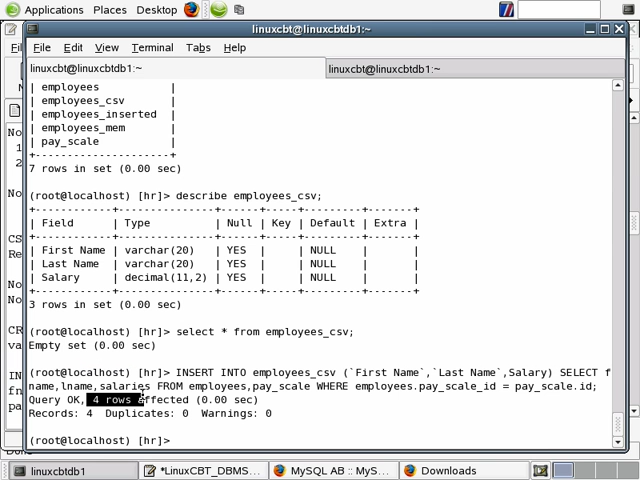 Applications Places Desktop
linuxcbt@linuxcbtdb1:~
File Edit View Terminal Tabs Help
linuxcbt@linuxcbtdb1:~ linuxcbt@linuxcbtdb1:~
| employees |
| employees_csv |
| employees_inserted |
| employees_mem |
| pay_scale |
+--------------------+
7 rows in set (0.00 sec)
(root@localhost) [hr]> describe employees_csv;
+------------+---------------+------+-----+---------+-------+
| Field | Type | Null | Key | Default | Extra |
+------------+---------------+------+-----+---------+-------+
| First Name | varchar(20) | YES | | NULL | |
| Last Name | varchar(20) | YES | | NULL | |
| Salary | decimal(11,2) | YES | | NULL | |
+------------+---------------+------+-----+---------+-------+
3 rows in set (0.00 sec)
(root@localhost) [hr]> select * from employees_csv;
Empty set (0.00 sec)
(root@localhost) [hr]> INSERT INTO employees_csv (`First Name`,`Last Name`,Salary) SELECT f
name,lname,salaries FROM employees,pay_scale WHERE employees.pay_scale_id = pay_scale.id;
Query OK, 4 rows affected (0.00 sec)
Records: 4 Duplicates: 0 Warnings: 0
(root@localhost) [hr]>
linuxcbtdb1 *LinuxCBT_DBMS... MySQL AB :: MyS... Downloads